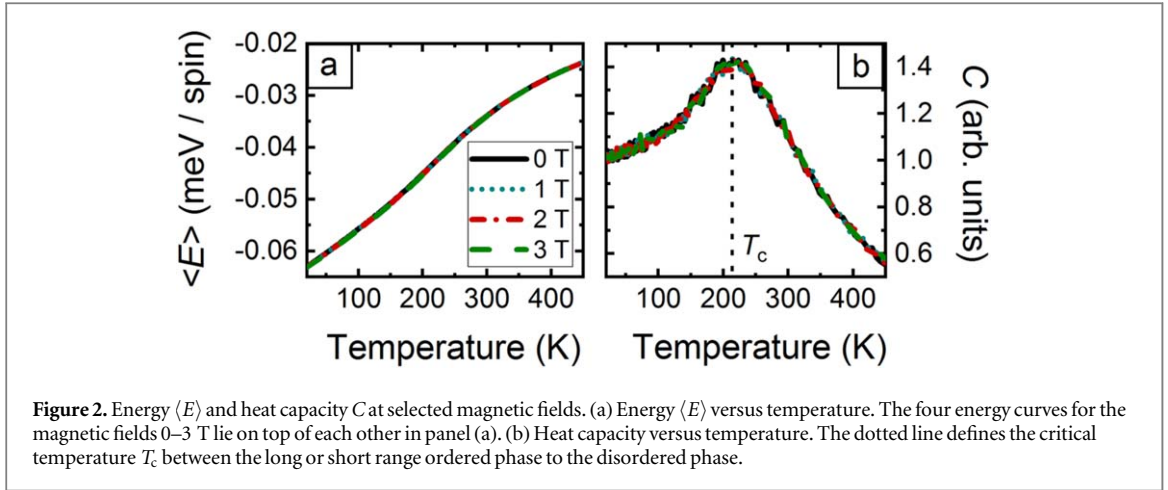 <E> (meV / spin)
-0.02
-0.03
-0.04
-0.05
-0.06
a
0 T
1 T
2 T
3 T
100 200 300 400
Temperature (K)
b
T_c
1.4
1.2
1.0
0.8
0.6
C (arb. units)
100 200 300 400
Temperature (K)
Figure 2. Energy ⟨E⟩ and heat capacity C at selected magnetic fields. (a) Energy ⟨E⟩ versus temperature. The four energy curves for the
magnetic fields 0–3 T lie on top of each other in panel (a). (b) Heat capacity versus temperature. The dotted line defines the critical
temperature T_c between the long or short range ordered phase to the disordered phase.